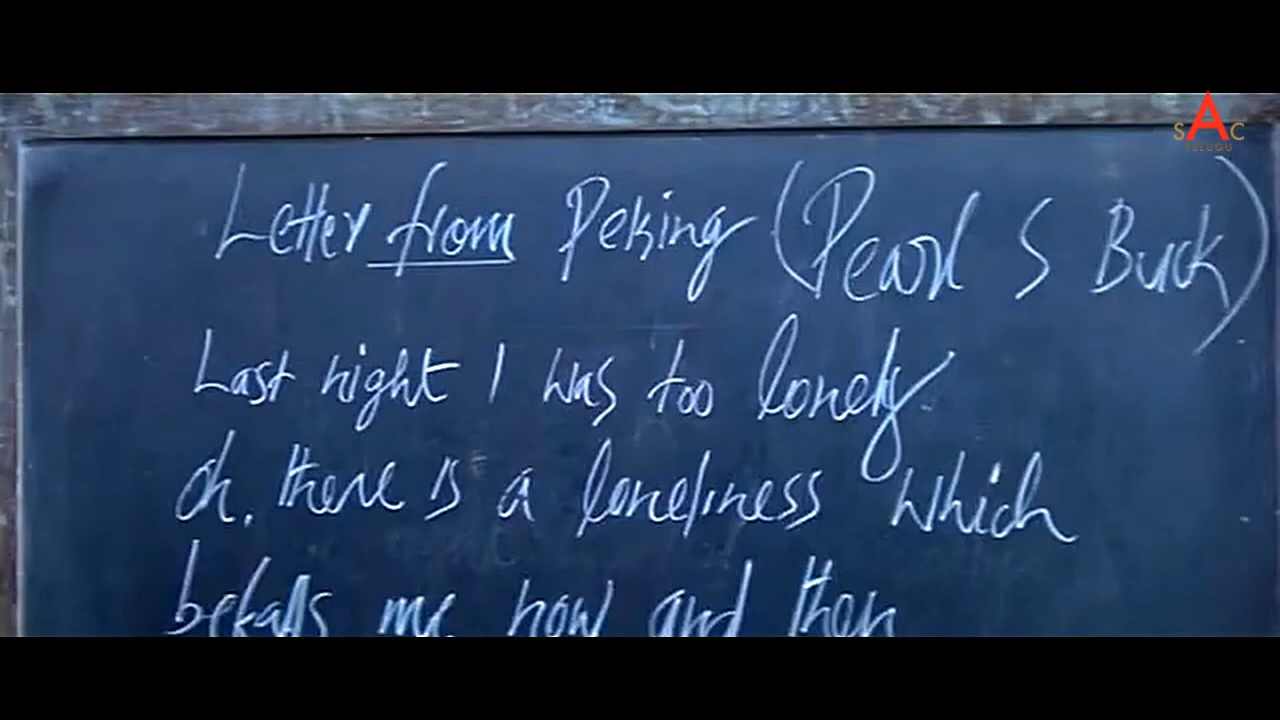 SAC
TELUGU
Letter from Peking (Pearl S Buck)
Last night I was too lonely.
oh. there is a loneliness which
befalls me now and then